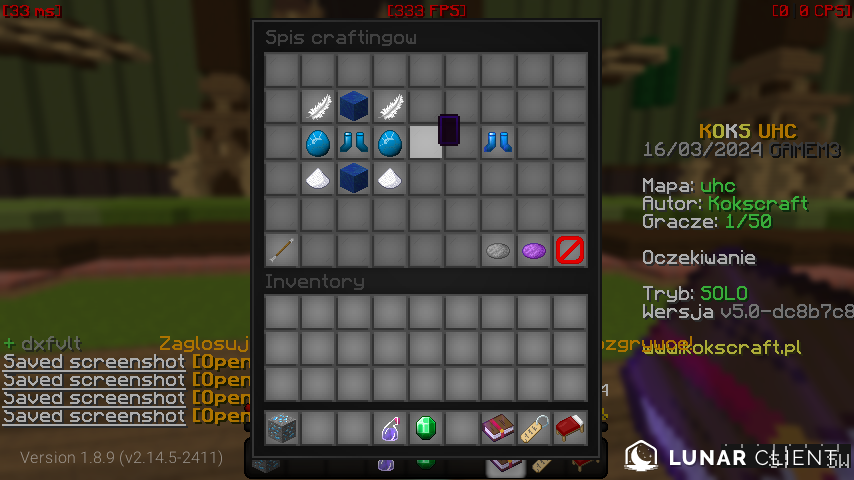 [33 ms]
[333 FPS]
[0 | 0 CPS]
Spis craftingow
KOKS UHC
16/03/2024 GAMEM3
Mapa: uhc
Autor: Kokscraft
Gracze: 1/50
Oczekiwanie
Tryb: SOLO
Wersja v5.0-dc8b7c8
www.kokscraft.pl
Inventory
+ dxfvlt Zaglosuj
Saved screenshot [Open
Saved screenshot [Open
Saved screenshot [Open
Saved screenshot [Open
Version 1.8.9 (v2.14.5-2411)
LUNAR CLIENT